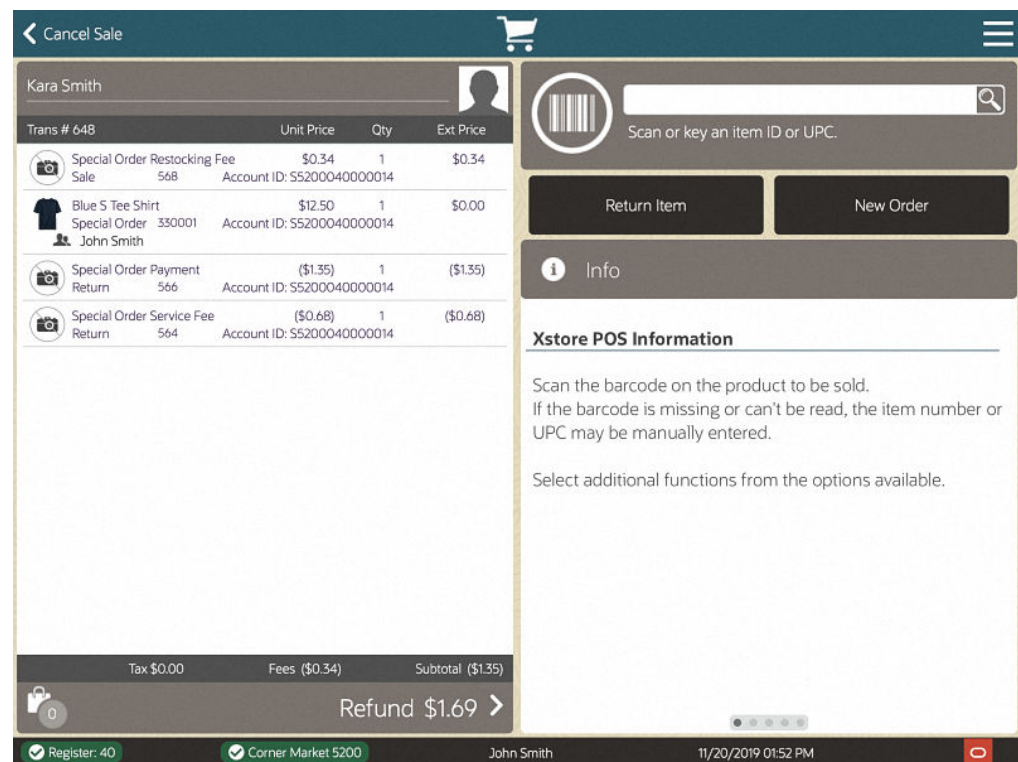 Cancel Sale
Kara Smith
Trans # 648 Unit Price Qty Ext Price
Special Order Restocking Fee $0.34 1 $0.34
Sale 568 Account ID: S5200040000014
Blue S Tee Shirt $12.50 1 $0.00
Special Order 330001 Account ID: S5200040000014
John Smith
Special Order Payment ($1.35) 1 ($1.35)
Return 566 Account ID: S5200040000014
Special Order Service Fee ($0.68) 1 ($0.68)
Return 564 Account ID: S5200040000014
Tax $0.00 Fees ($0.34) Subtotal ($1.35)
0
Refund $1.69
Scan or key an item ID or UPC.
Return Item New Order
Info
Xstore POS Information
Scan the barcode on the product to be sold.
If the barcode is missing or can't be read, the item number or
UPC may be manually entered.
Select additional functions from the options available.
Register: 40 Corner Market 5200 John Smith 11/20/2019 01:52 PM